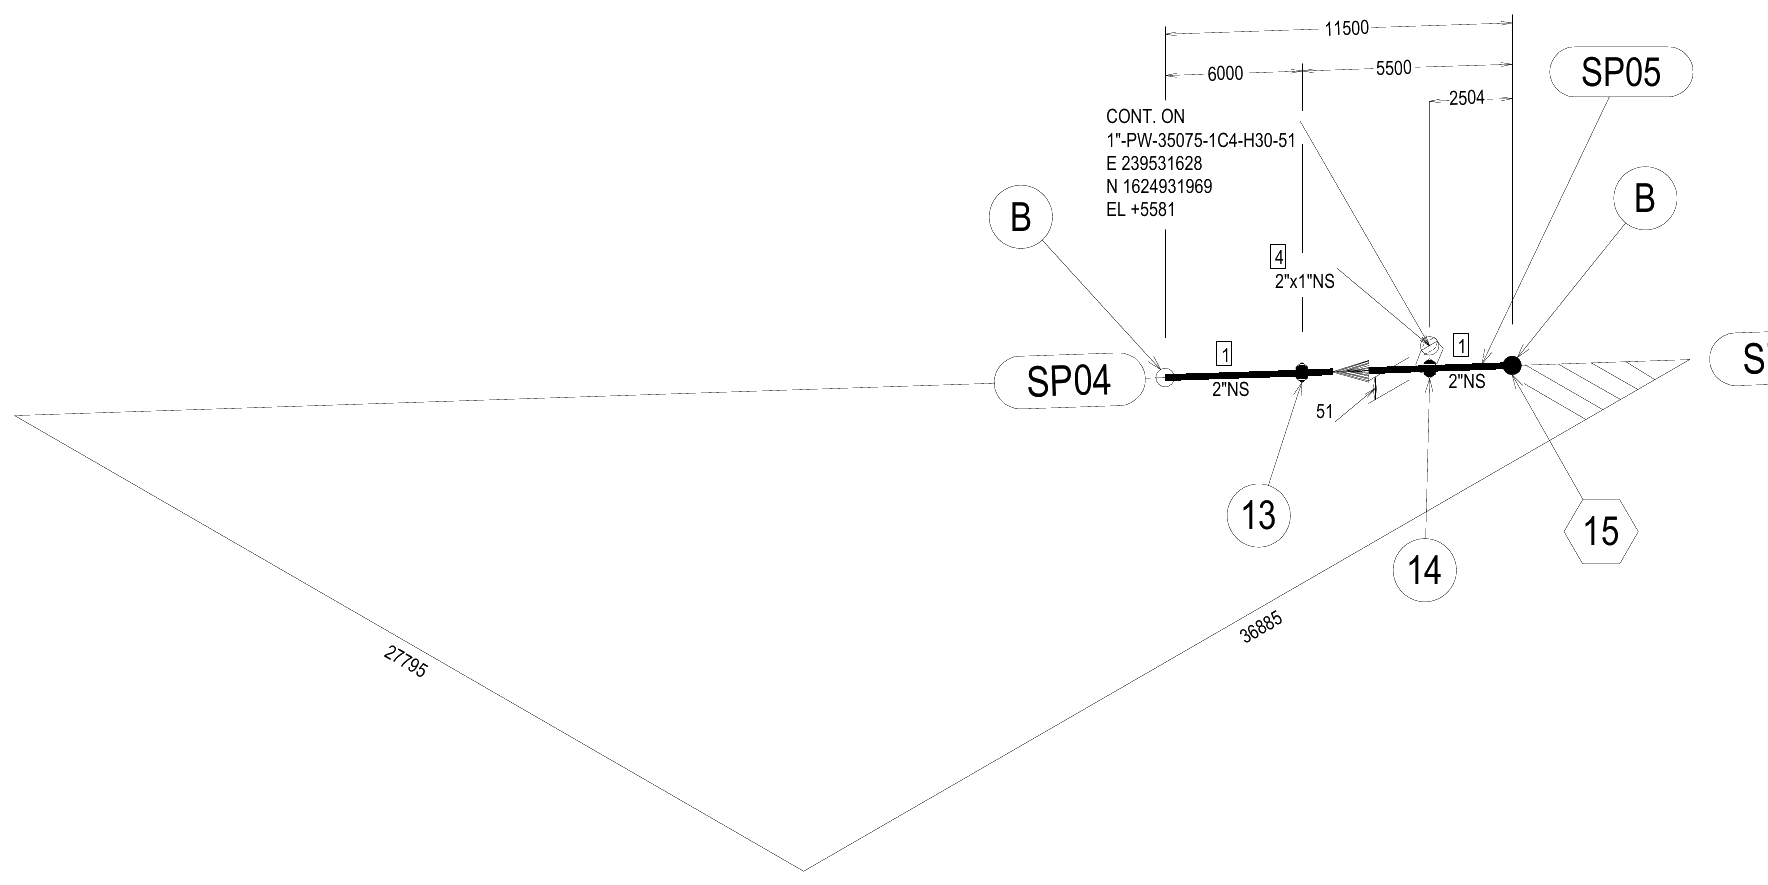 11500
6000
5500
2504
SP05
CONT. ON
1"-PW-35075-1C4-H30-51
E 239531628
N 1624931969
EL +5581
B
B
4
2"x1"NS
1
1
SP04
2"NS
2"NS
51
13
14
15
36885
27795